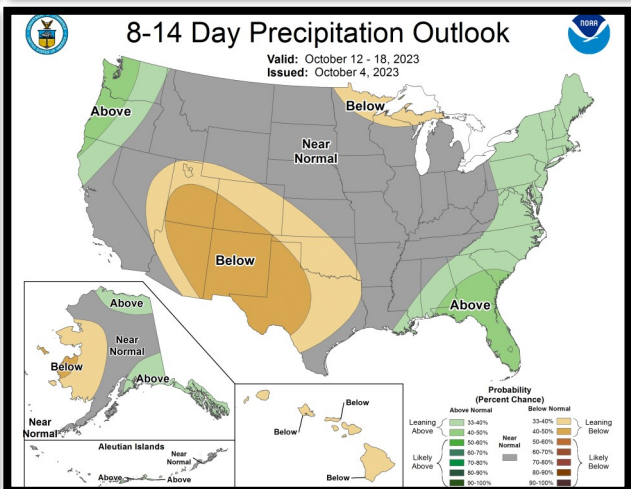 8-14 Day Precipitation Outlook
NOAA
Valid: October 12 - 18, 2023
Issued: October 4, 2023
Above
Below
Near
Normal
Below
Above
Above
Near
Normal
Below
Above
Near
Normal
Aleutian Islands
Near
Normal
Above
Above
Below
Below
Below
Probability
(Percent Chance)
Above Normal
Below Normal
Leaning
Above
33-40%
40-50%
Likely
Above
50-60%
60-70%
70-80%
80-90%
90-100%
Near
Normal
33-40%
40-50%
Leaning
Below
50-60%
60-70%
70-80%
80-90%
90-100%
Likely
Below